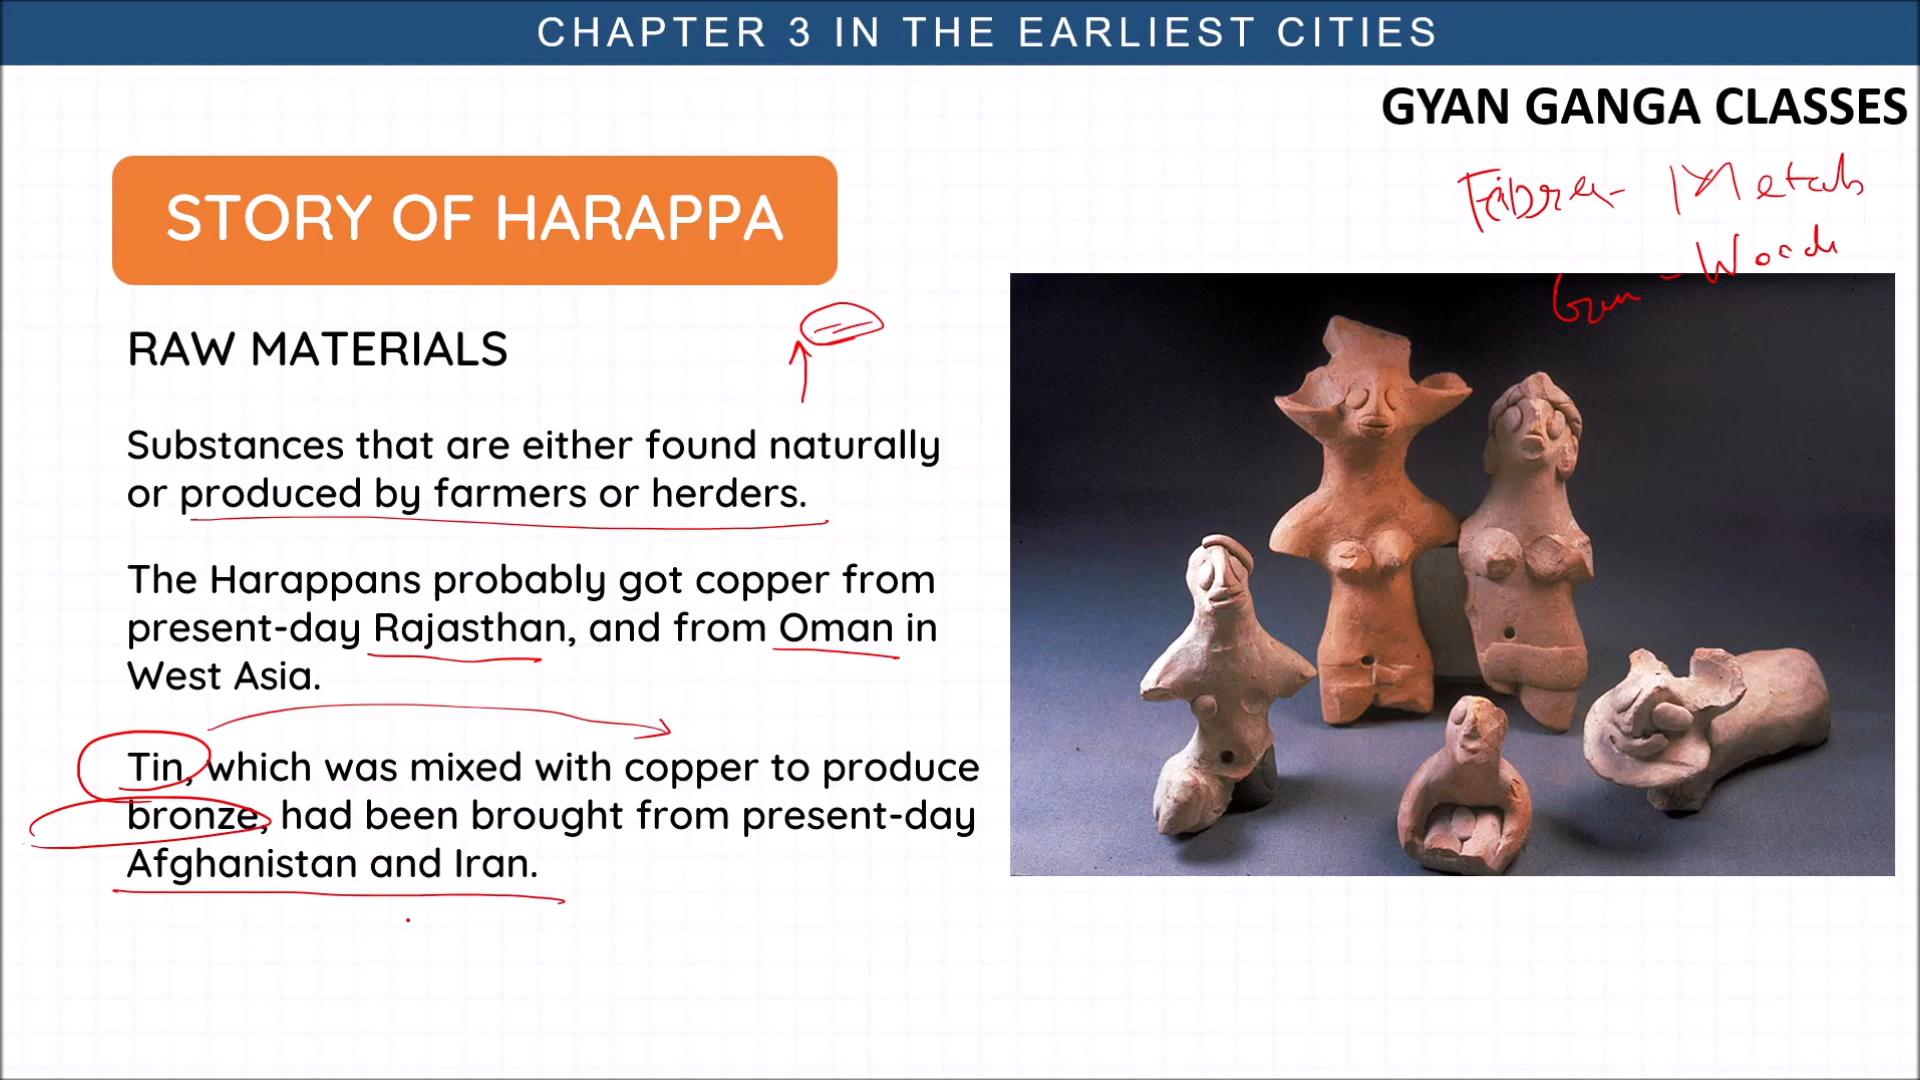 CHAPTER 3 IN THE EARLIEST CITIES
GYAN GANGA CLASSES
Metals
STORY OF HARAPPA
RAW MATERIALS
Substances that are either found naturally
or produced by farmers or herders.
The Harappans probably got copper from
present-day Rajasthan, and from Oman in
West Asia.
Tin, which was mixed with copper to produce
bronze, had been brought from present-day
Afghanistan and Iran.